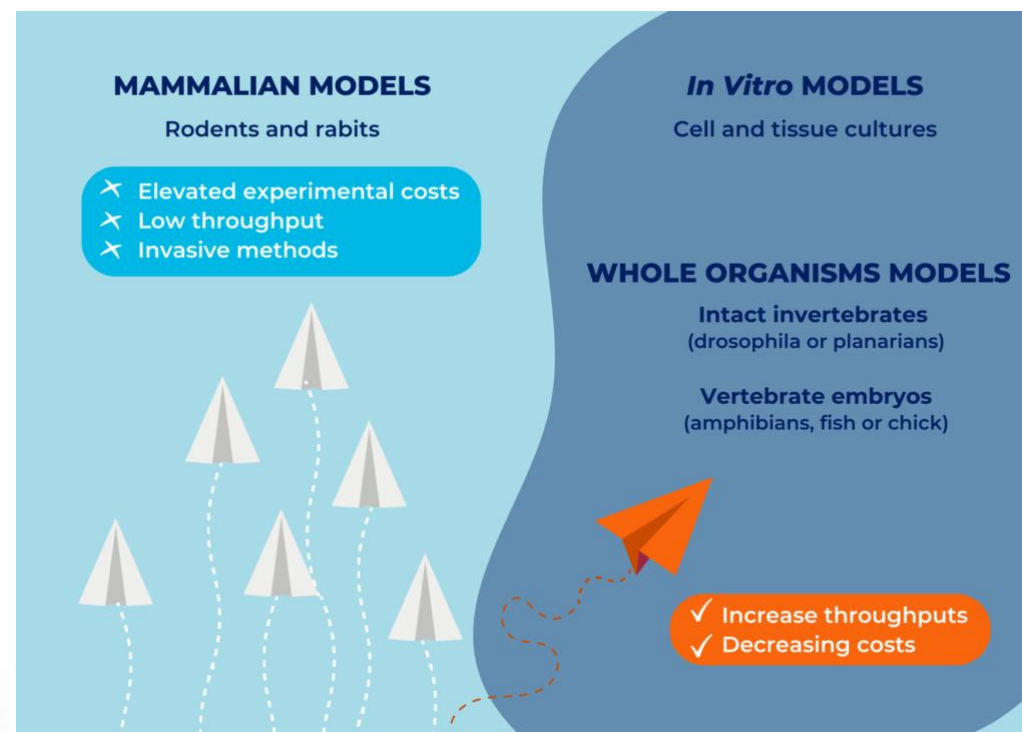 MAMMALIAN MODELS
Rodents and rabits
Elevated experimental costs
Low throughput
Invasive methods
In Vitro MODELS
Cell and tissue cultures
WHOLE ORGANISMS MODELS
Intact invertebrates
(drosophila or planarians)
Vertebrate embryos
(amphibians, fish or chick)
Increase throughputs
Decreasing costs